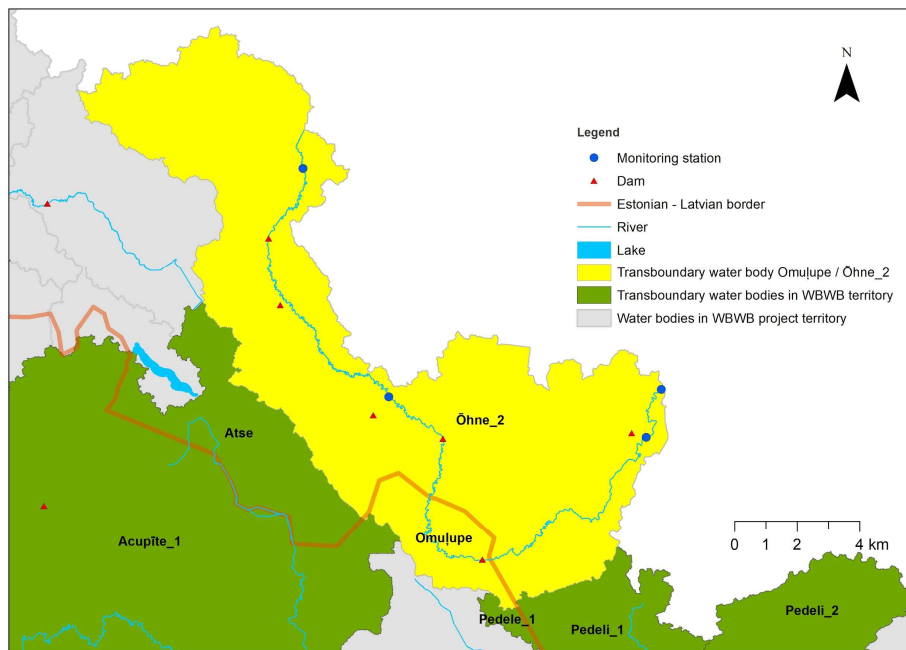 N
Legend
Monitoring station
Dam
Estonian - Latvian border
River
Lake
Transboundary water body Omuļupe / Õhne_2
Transboundary water bodies in WBWB territory
Water bodies in WBWB project territory
Õhne_2
Atse
Omuļupe
Acupīte_1
0 1 2 4 km
Pedele_1
Pedeli_1
Pedeli_2